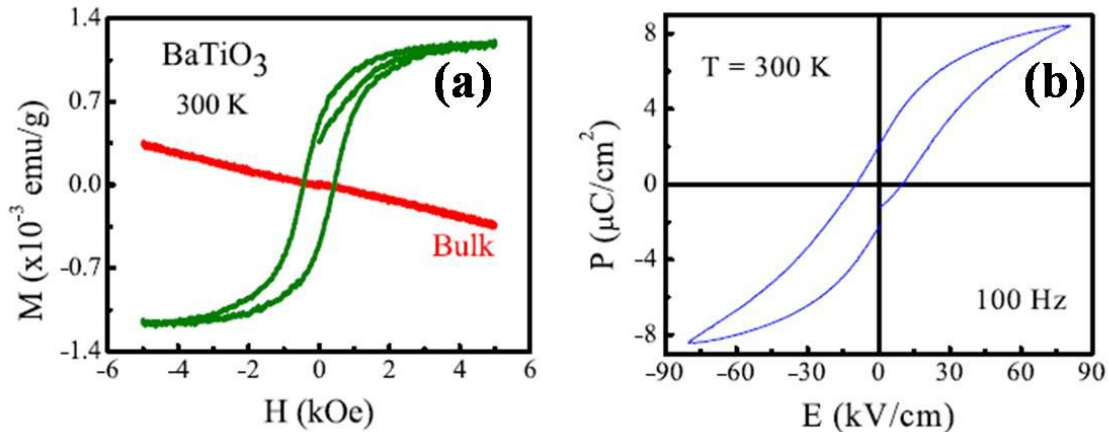 1.4
0.7
0.0
-0.7
-1.4
M (x10⁻³ emu/g)
BaTiO₃
300 K
(a)
Bulk
-6 -4 -2 0 2 4 6
H (kOe)
8
4
0
-4
-8
P (μC/cm²)
T = 300 K
(b)
100 Hz
-90 -60 -30 0 30 60 90
E (kV/cm)